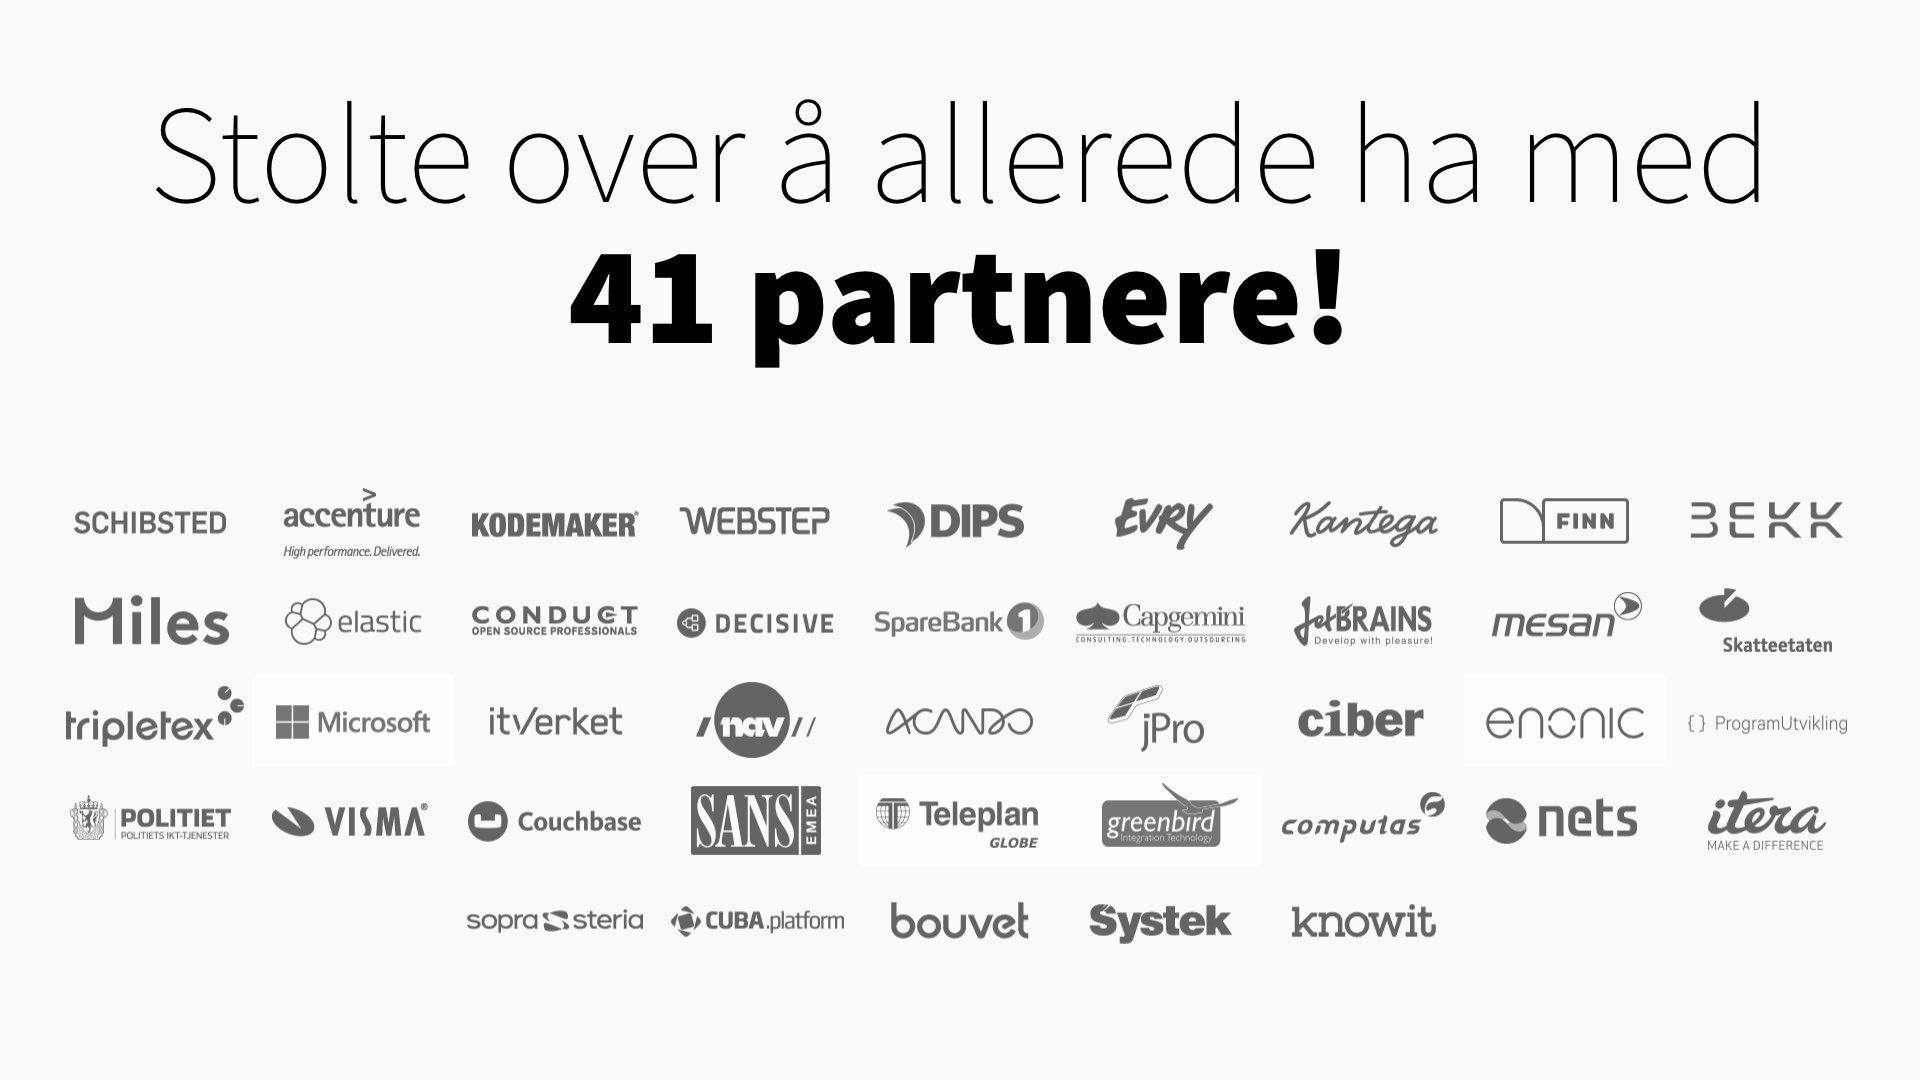 Stolte over å allerede ha med
41 partnere!
SCHIBSTED
accenture
High performance. Delivered.
KODEMAKER
WEBSTEP
DIPS
EVRY
Kantega
FINN
BEKK
Miles
elastic
CONDUCT
OPEN SOURCE PROFESSIONALS
DECISIVE
SpareBank 1
Capgemini
CONSULTING.TECHNOLOGY.OUTSOURCING
JetBRAINS
Develop with pleasure!
mesan
Skatteetaten
tripletex
Microsoft
itverket
nav
ACANDO
jPro
ciber
enonic
{ } ProgramUtvikling
POLITIET
POLITIETS IKT-TJENESTER
VISMA®
Couchbase
SANS
EMEA
Teleplan
GLOBE
greenbird
Integration Technology
computas
nets
itera
MAKE A DIFFERENCE
sopra steria
CUBA.platform
bouvet
Systek
knowit